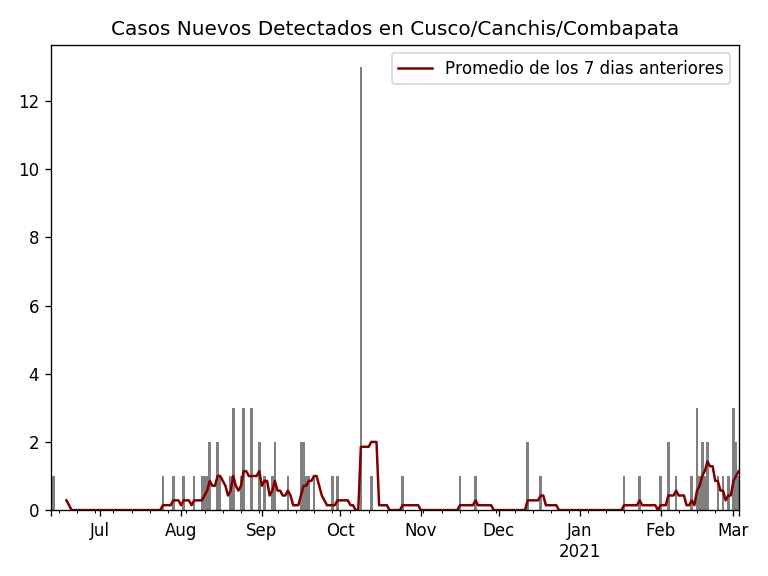 Casos Nuevos Detectados en Cusco/Canchis/Combapata
Promedio de los 7 dias anteriores
12
10
8
6
4
2
0
Jul Aug Sep Oct Nov Dec Jan Feb Mar
2021